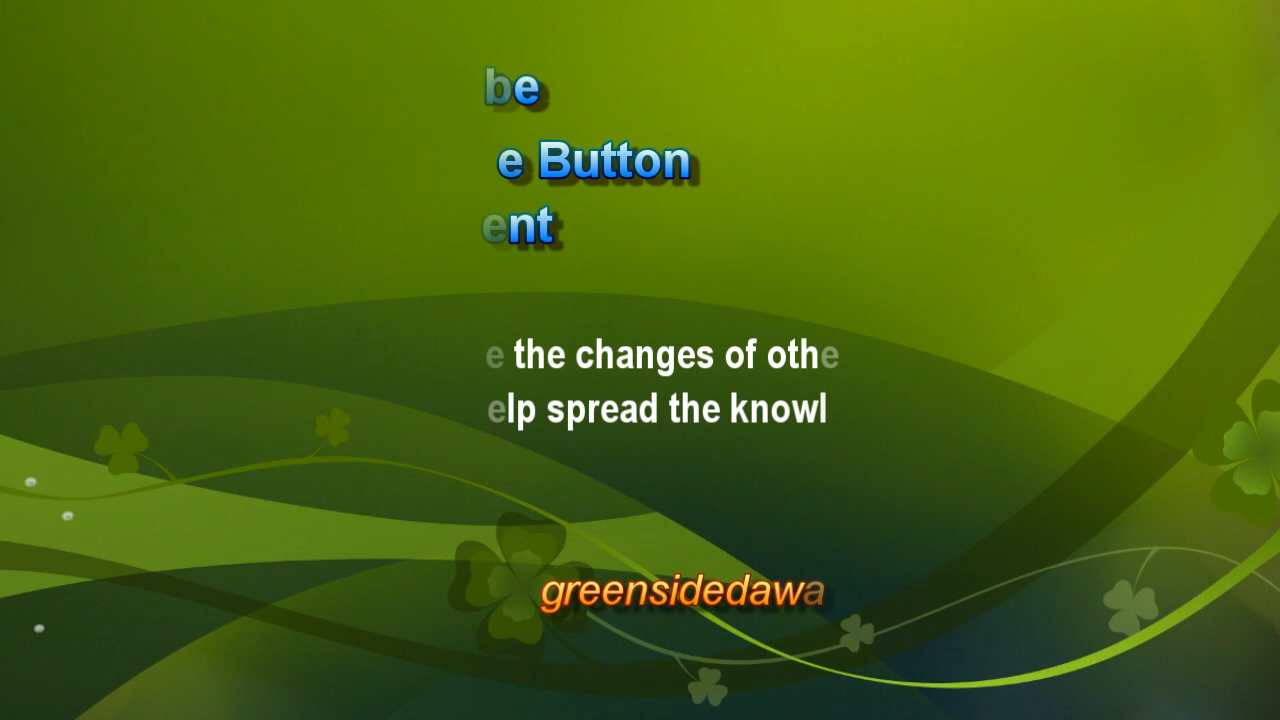 be
e Button
ent
e the changes of othe
elp spread the knowl
greensidedawa